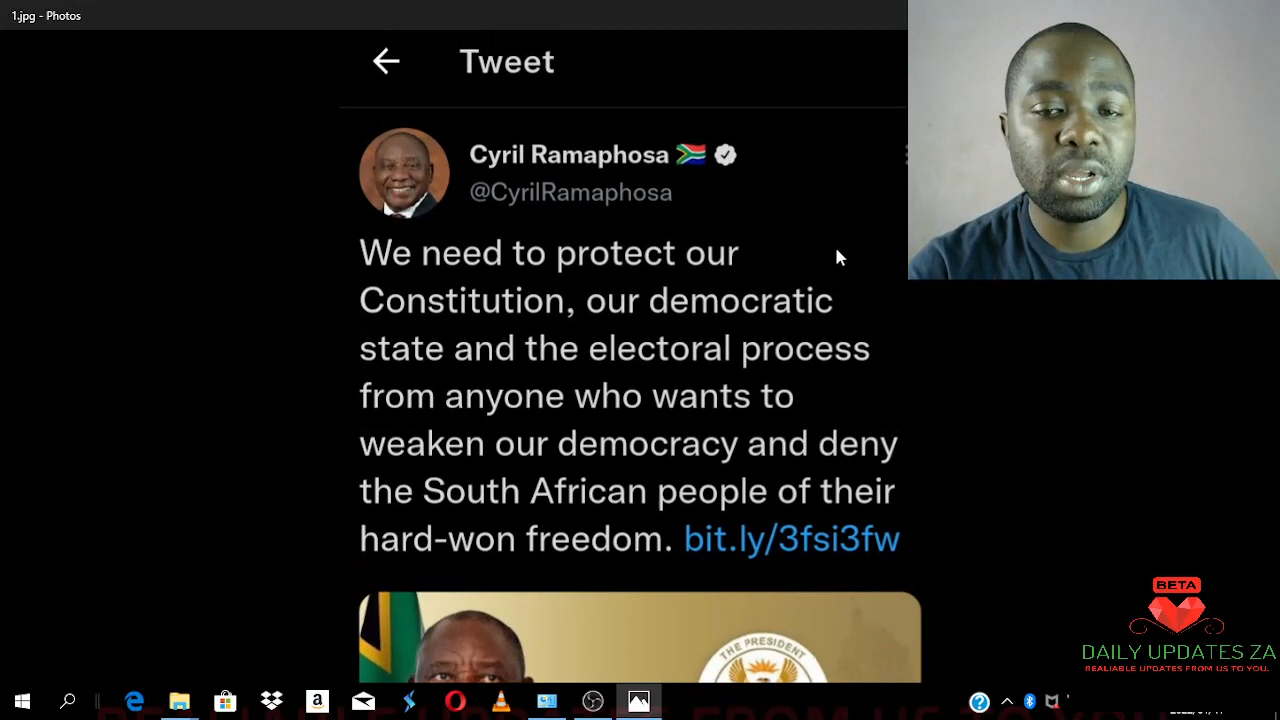 1.jpg - Photos
Tweet
Cyril Ramaphosa
@CyrilRamaphosa
We need to protect our
Constitution, our democratic
state and the electoral process
from anyone who wants to
weaken our democracy and deny
the South African people of their
hard-won freedom. bit.ly/3fsi3fw
THE PRESIDENT
BETA
DAILY UPDATES ZA
REALIABLE UPDATES FROM US TO YOU.